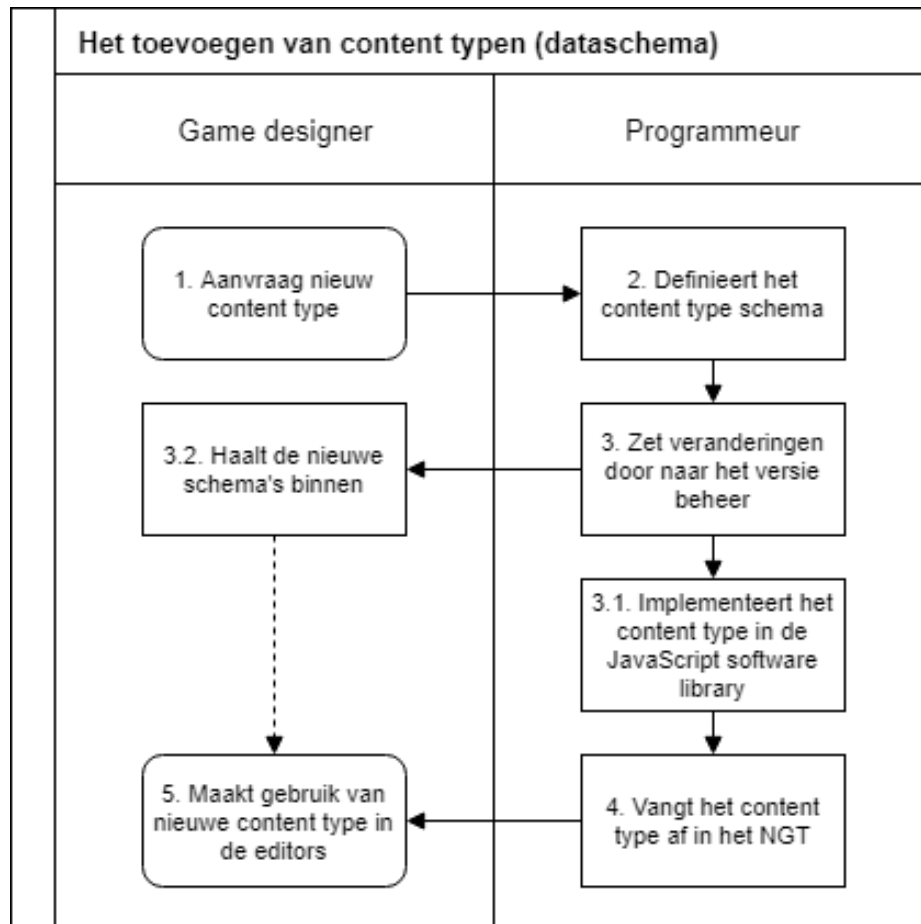 Het toevoegen van content typen (dataschema)
Game designer
Programmeur
1. Aanvraag nieuw
content type
2. Definieert het
content type schema
3.2. Haalt de nieuwe
schema's binnen
3. Zet veranderingen
door naar het versie
beheer
3.1. Implementeert het
content type in de
JavaScript software
library
5. Maakt gebruik van
nieuwe content type in
de editors
4. Vangt het content
type af in het NGT